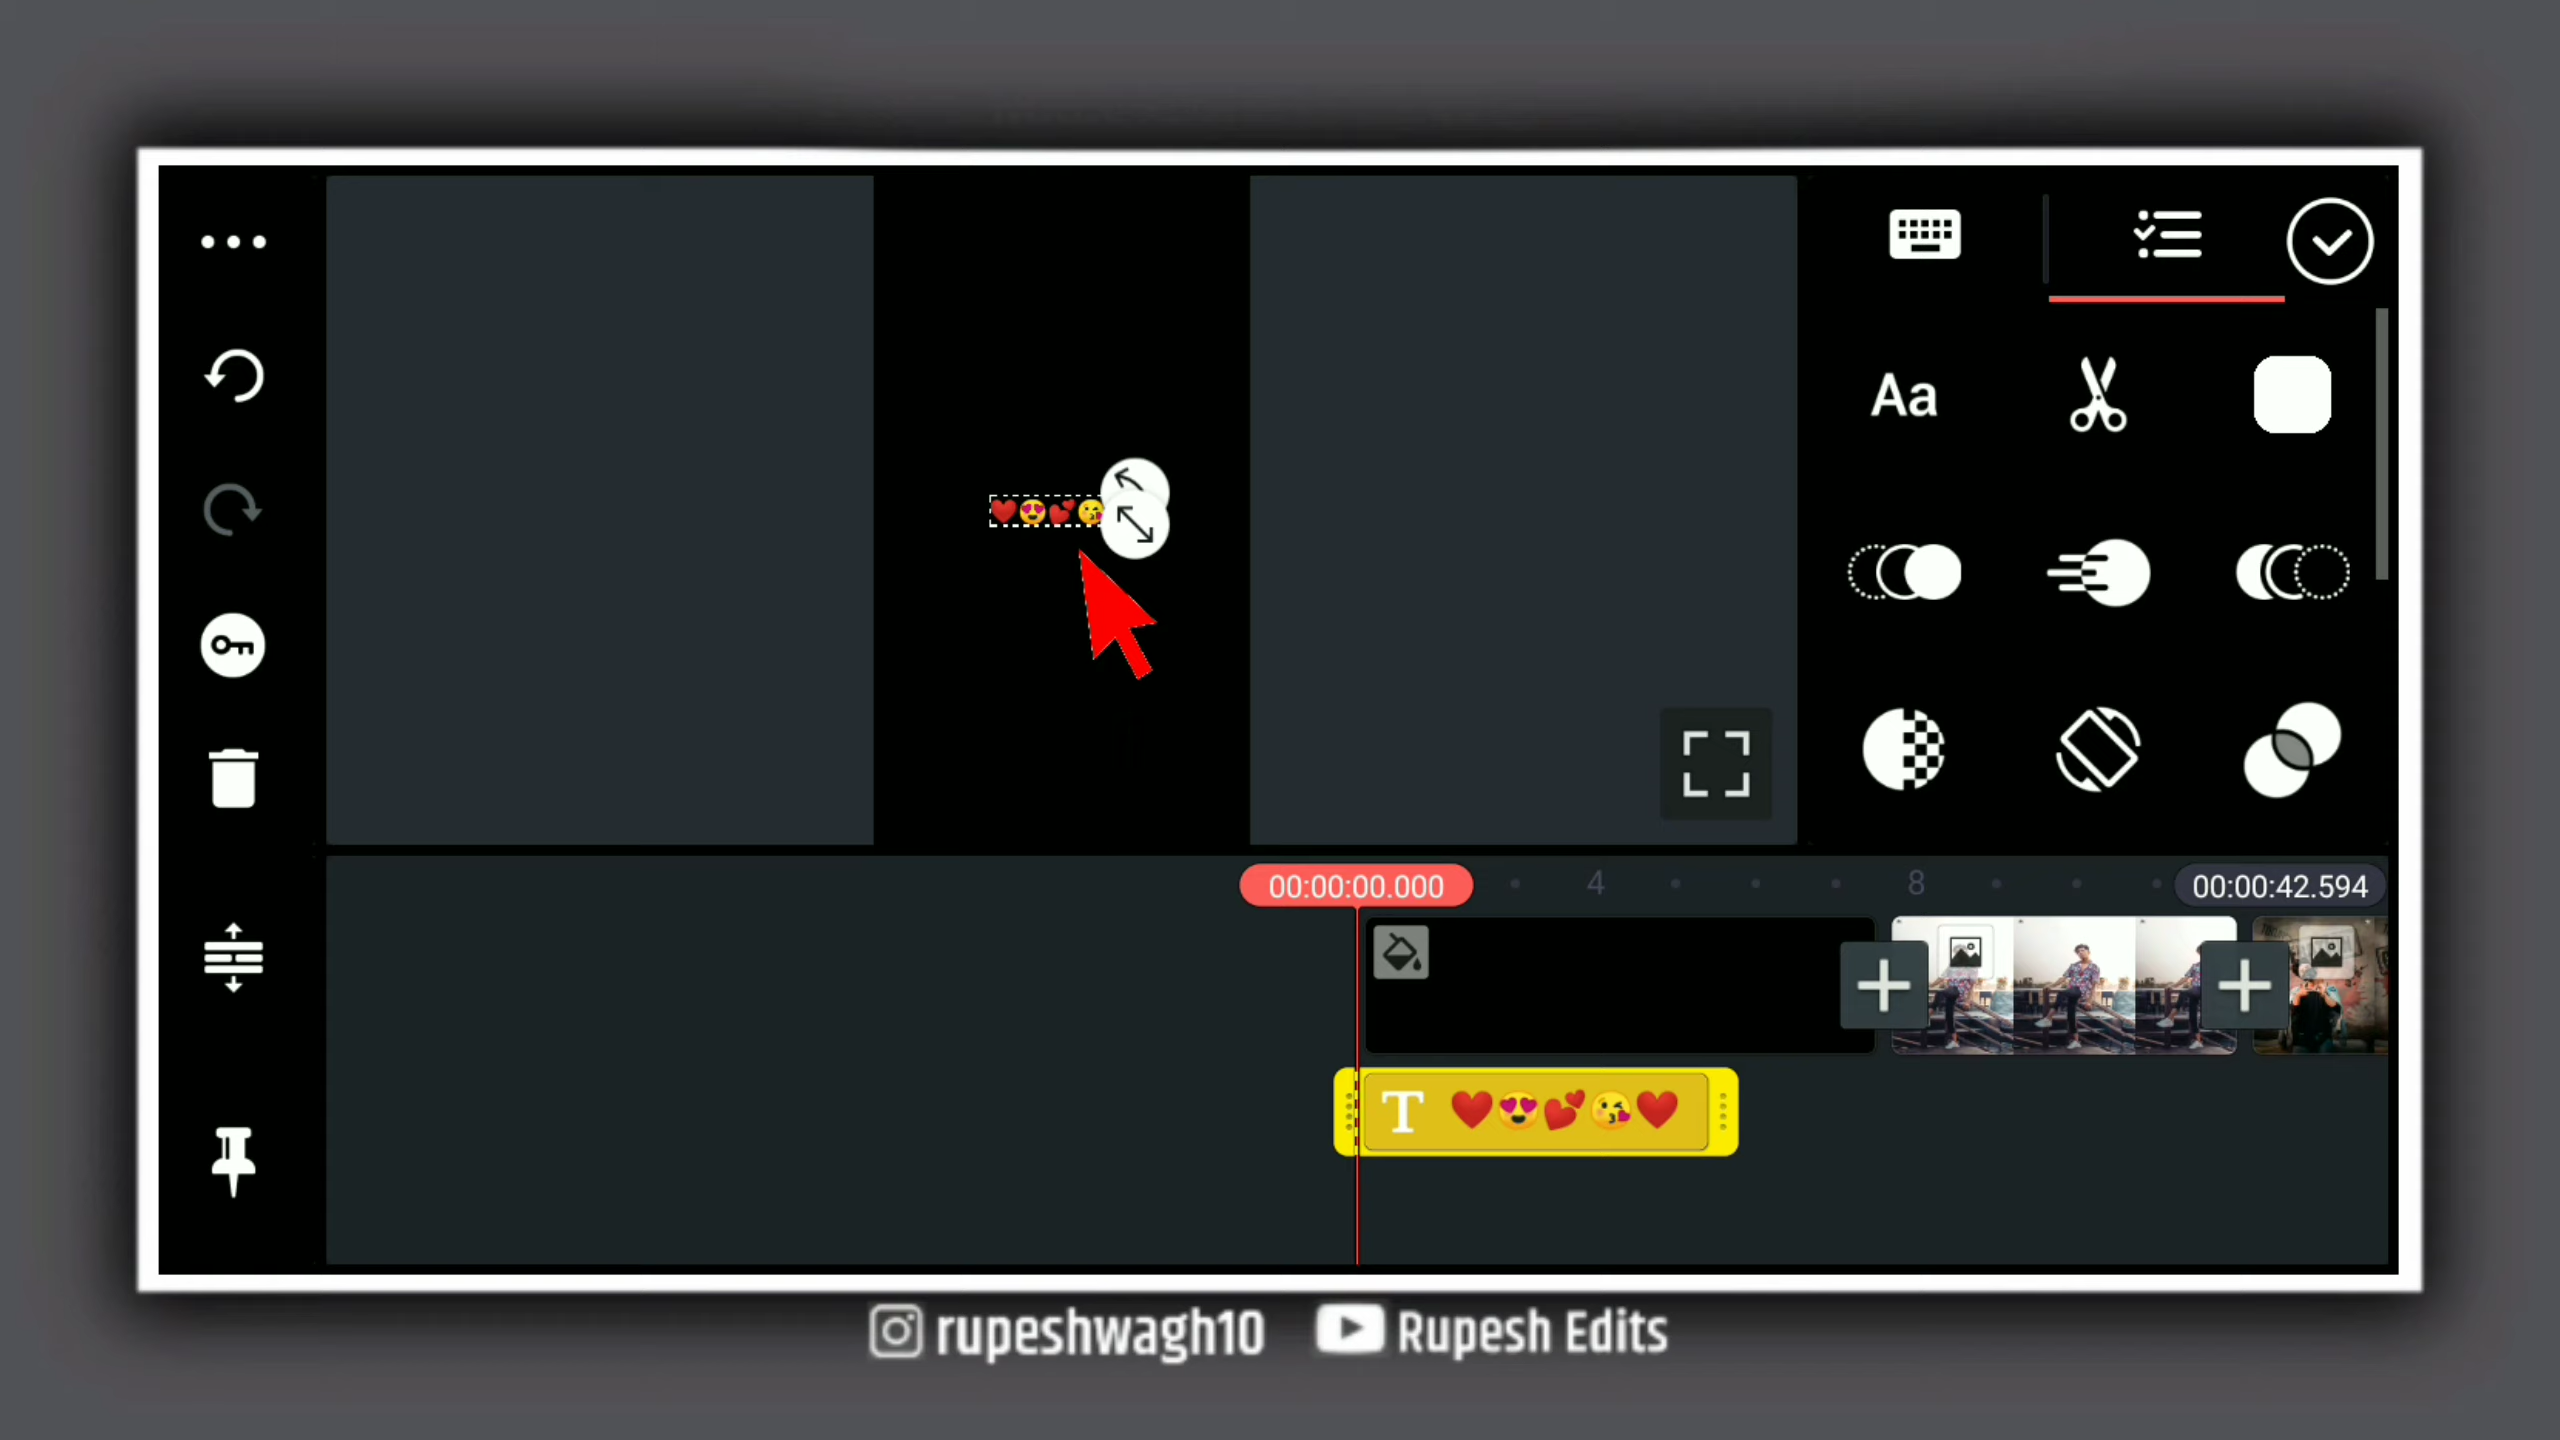 Aa
❤️😍💕😘
00:00:00.000 4 8 00:00:42.594
T ❤️😍💕😘❤️
rupeshwagh10 Rupesh Edits